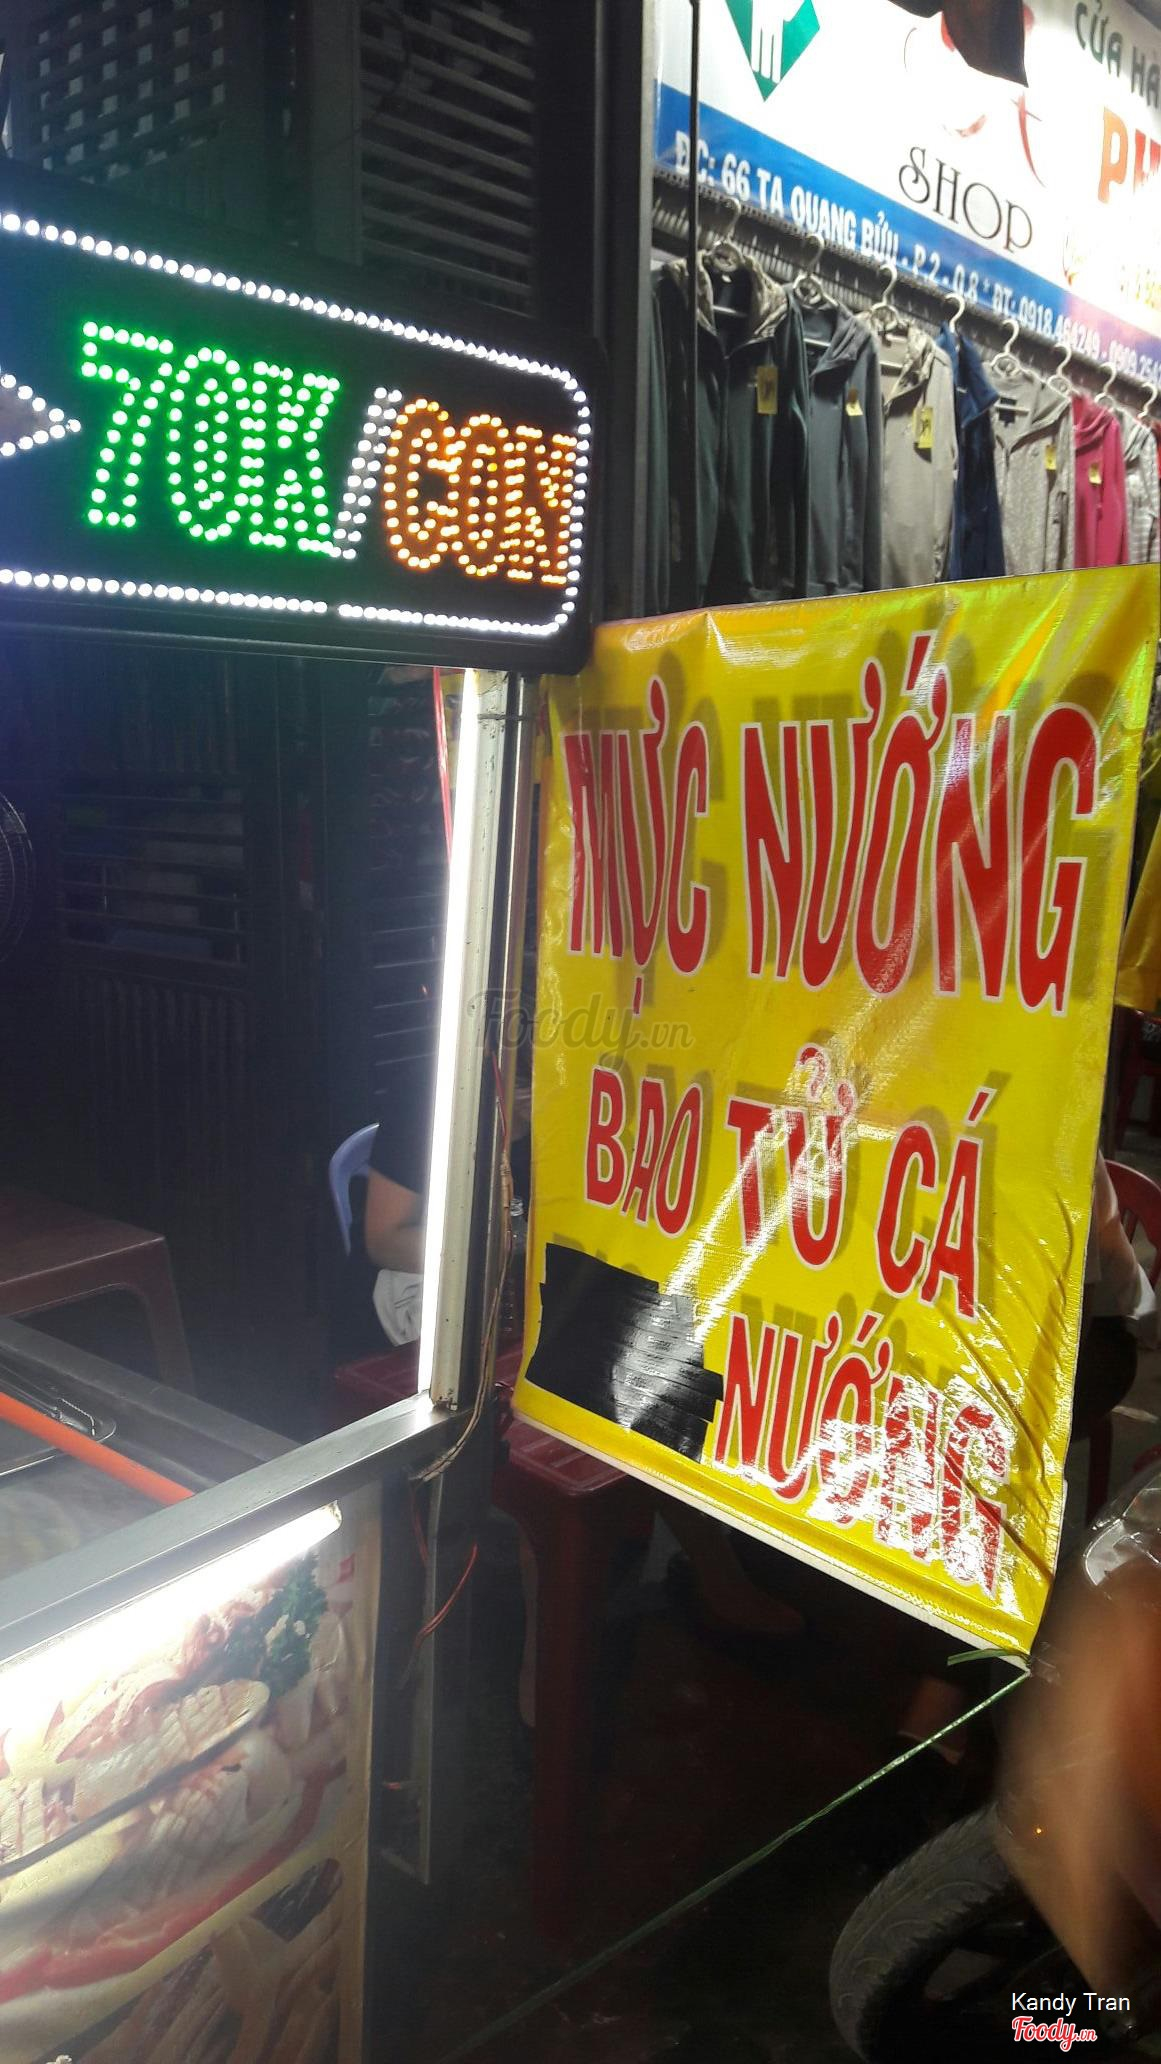 CỬA HÀ
SHOP
ĐC: 66 TẠ QUANG BỬU - P.2 - Q.8 * ĐT: 0918.464249 - 0909.
70K/CON
MỰC NƯỚNG
BAO TỬ CÁ
NƯỚNG
Foody.vn
Kandy Tran
Foody.vn